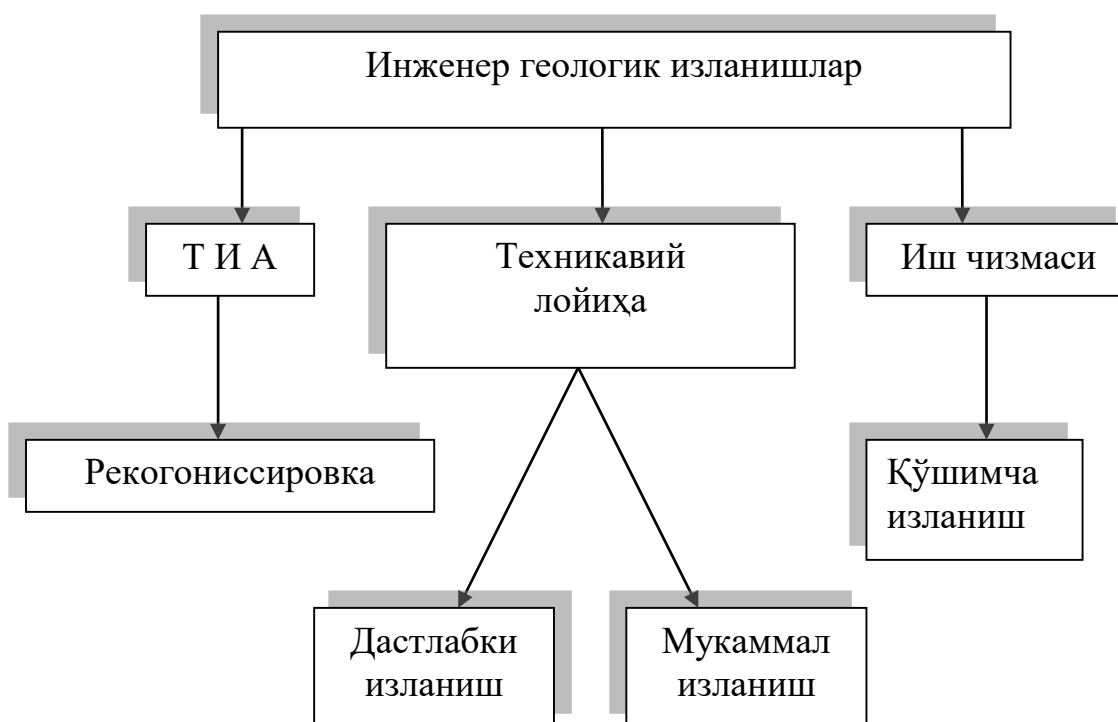 Инженер геологик изланишлар
Т И А
Техникавий
лойиҳа
Иш чизмаси
Рекогониссировка
Қўшимча
изланиш
Дастлабки
изланиш
Мукаммал
изланиш